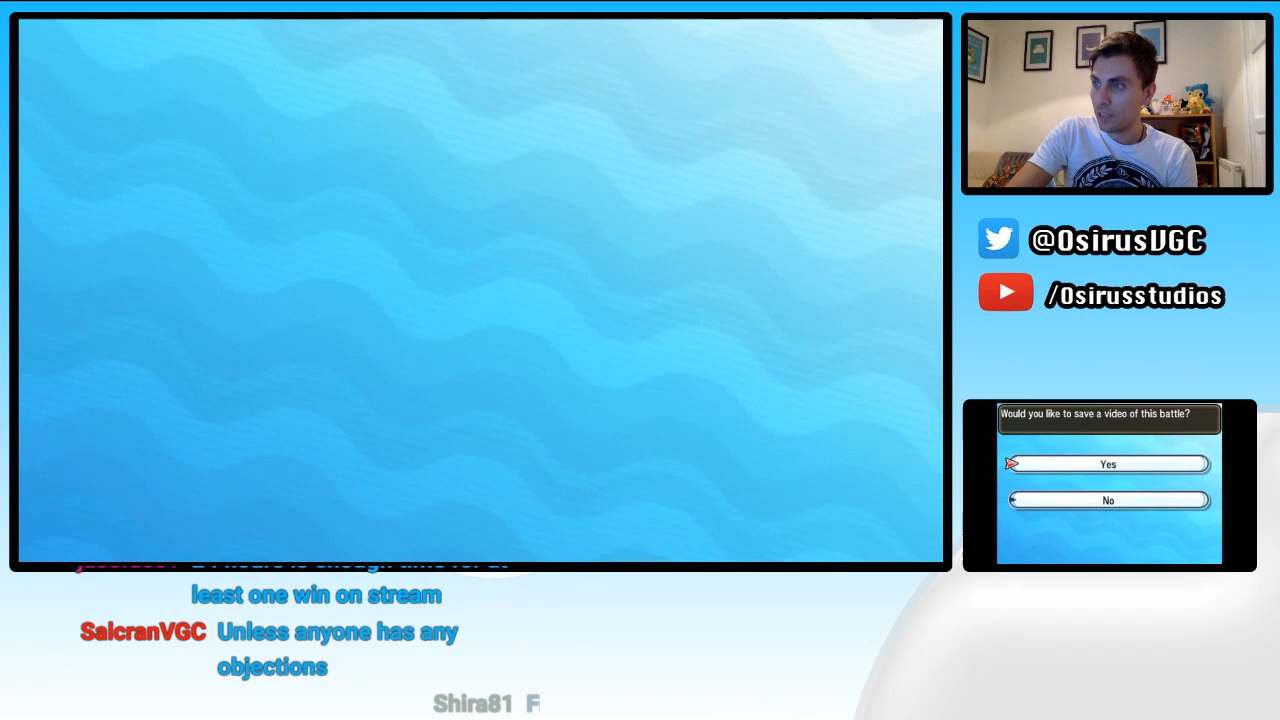 @OsirusVGC
/Osirusstudios
Would you like to save a video of this battle?
Yes
No
least one win on stream
SalcranVGC Unless anyone has any
objections
Shira81 F